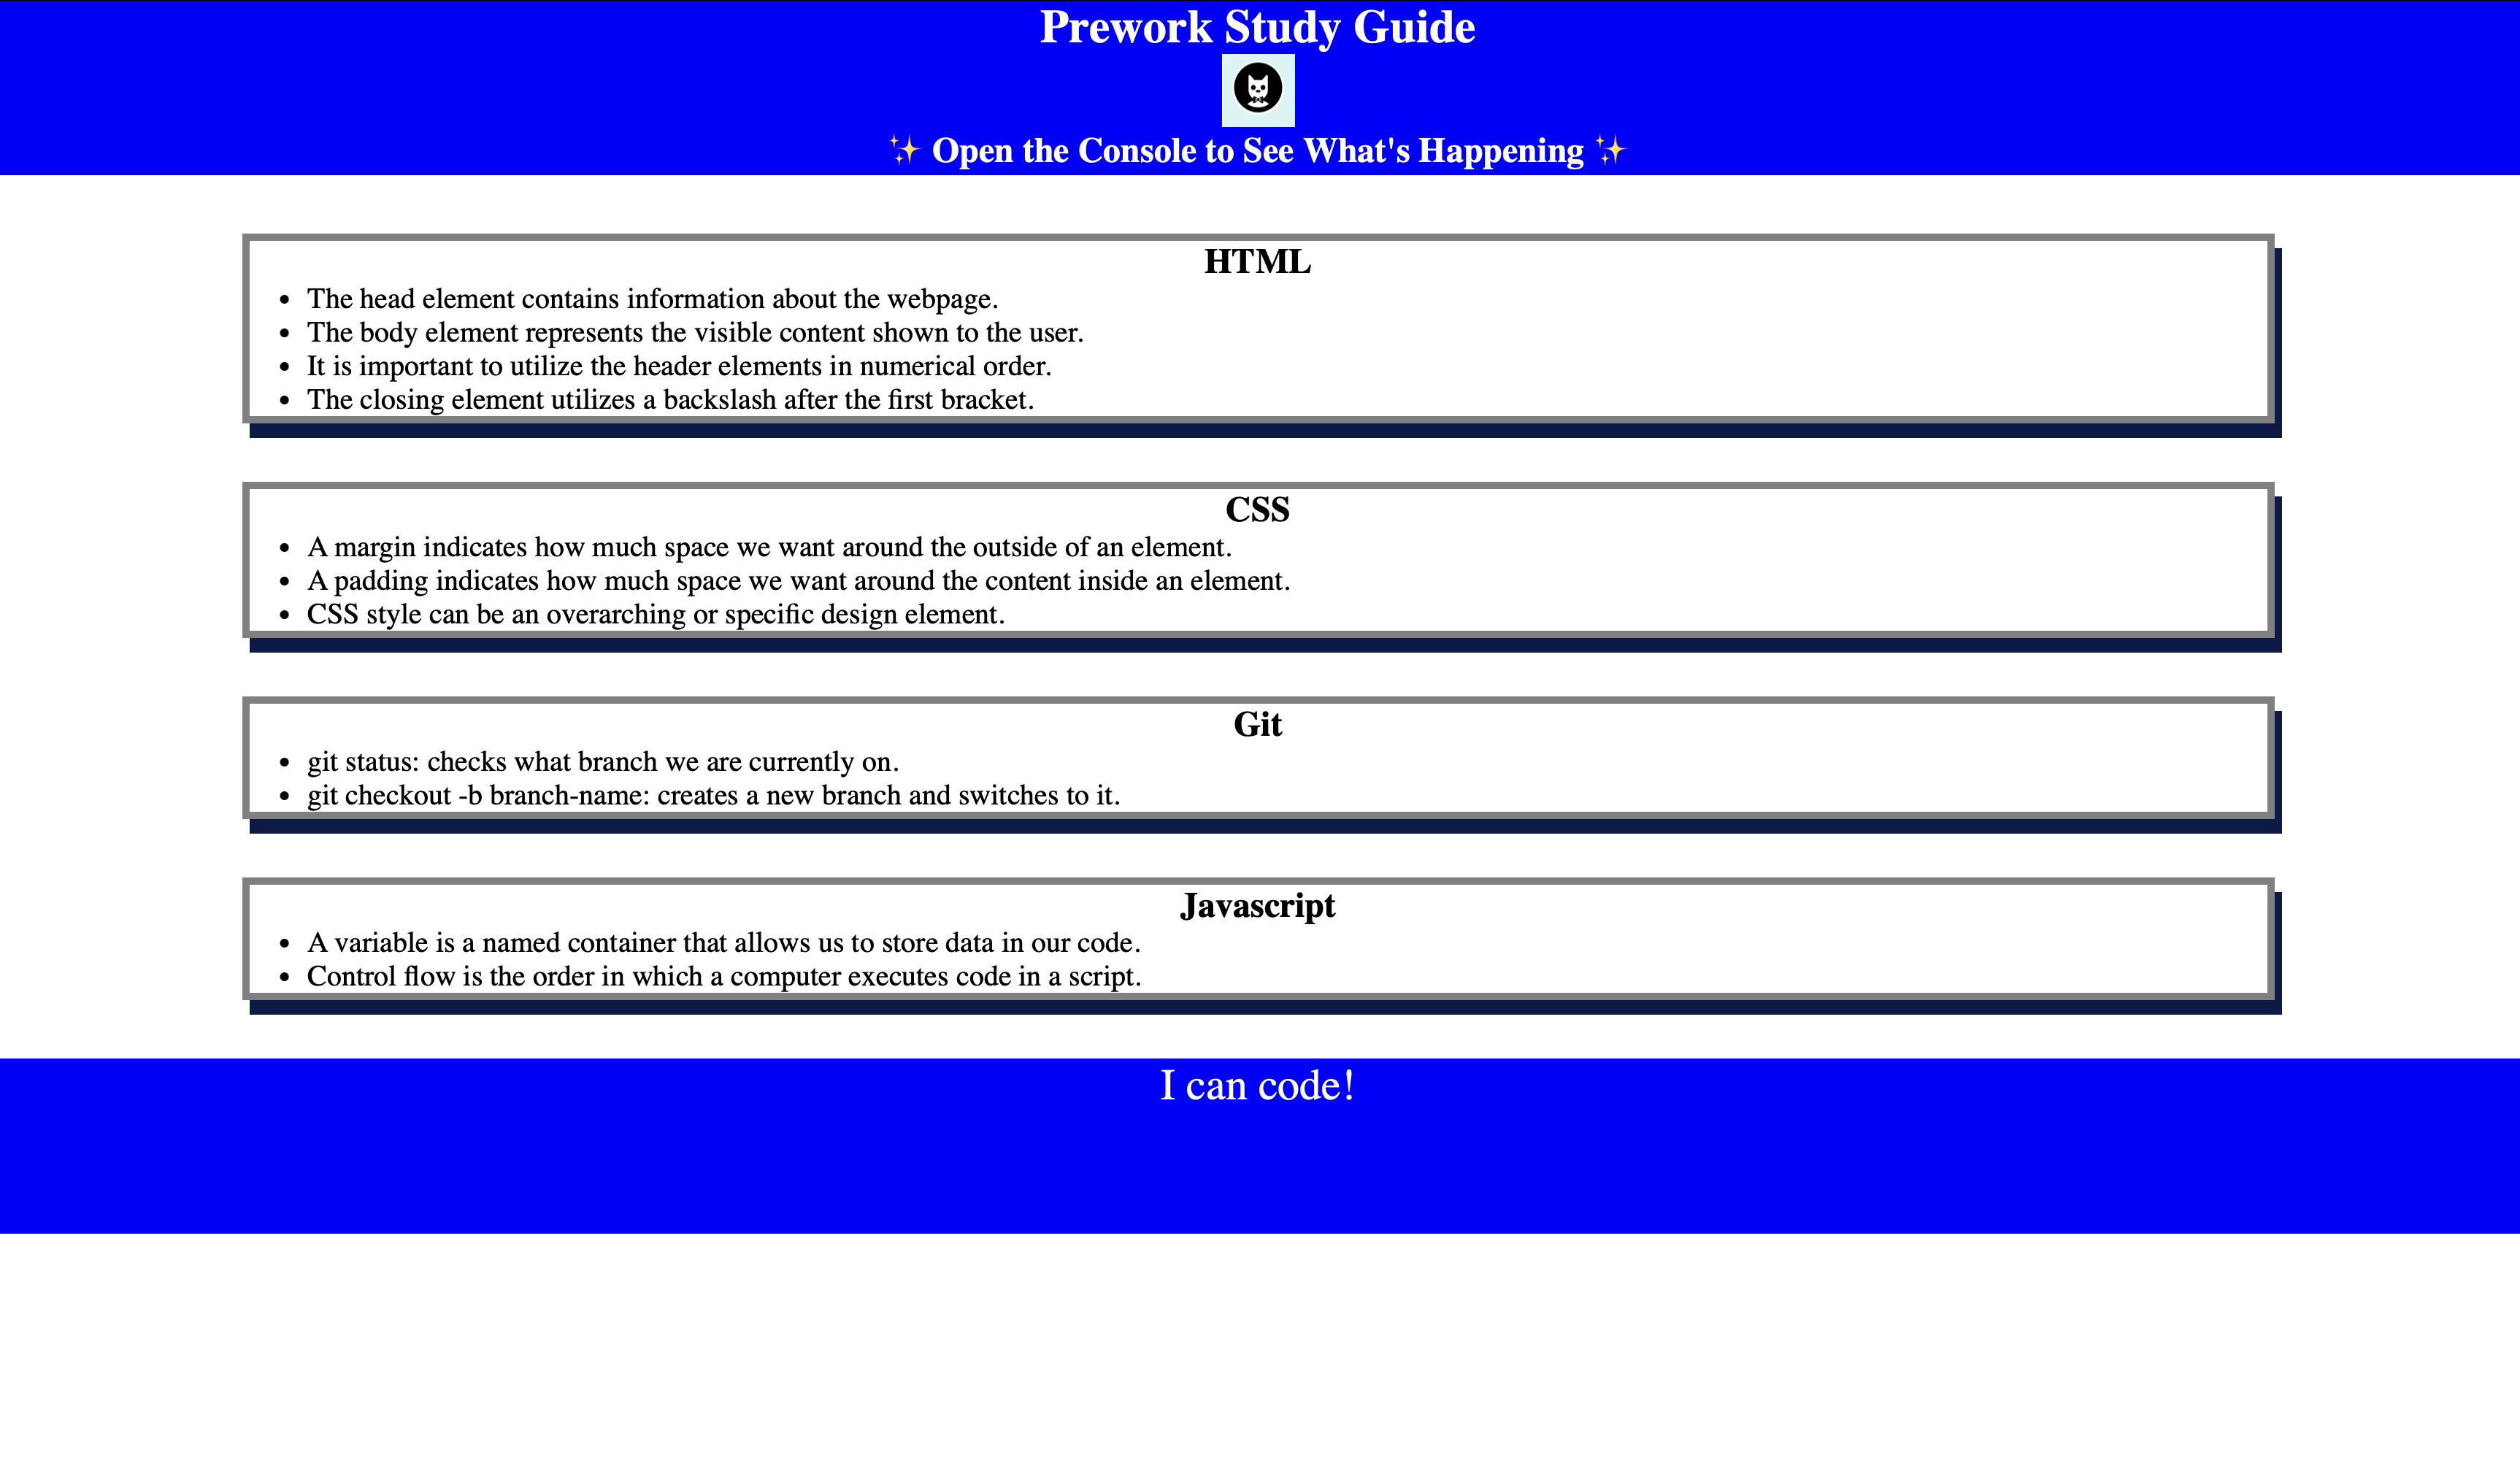 Prework Study Guide
✨ Open the Console to See What's Happening ✨
HTML
• The head element contains information about the webpage.
• The body element represents the visible content shown to the user.
• It is important to utilize the header elements in numerical order.
• The closing element utilizes a backslash after the first bracket.
CSS
• A margin indicates how much space we want around the outside of an element.
• A padding indicates how much space we want around the content inside an element.
• CSS style can be an overarching or specific design element.
Git
• git status: checks what branch we are currently on.
• git checkout -b branch-name: creates a new branch and switches to it.
Javascript
• A variable is a named container that allows us to store data in our code.
• Control flow is the order in which a computer executes code in a script.
I can code!